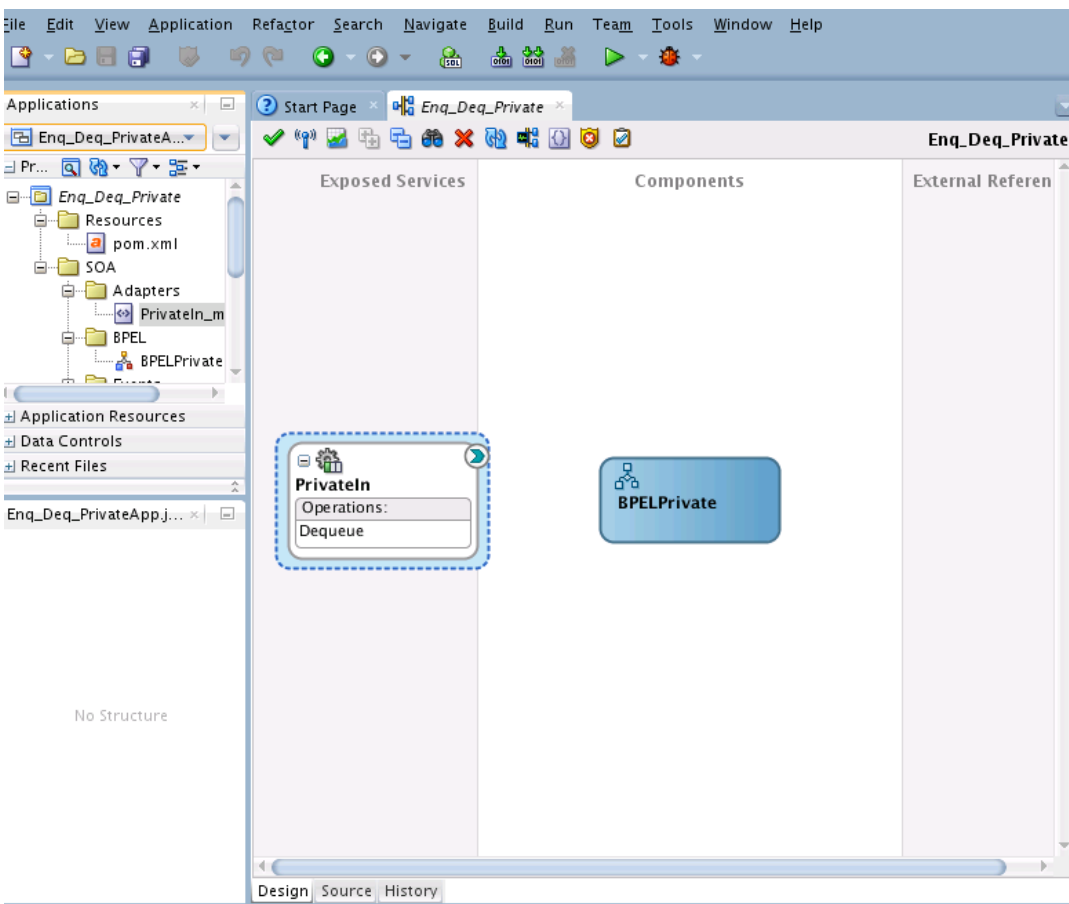 File Edit View Application Refactor Search Navigate Build Run Team Tools Window Help
Applications
Start Page
Enq_Deq_Private
Enq_Deq_PrivateA...
Enq_Deq_Private
Pr...
Exposed Services
Components
External Referen
Enq_Deq_Private
Resources
pom.xml
SOA
Adapters
PrivateIn_m
BPEL
BPELPrivate
Application Resources
Data Controls
Recent Files
PrivateIn
Operations:
Dequeue
BPELPrivate
Enq_Deq_PrivateApp.j...
No Structure
Design Source History